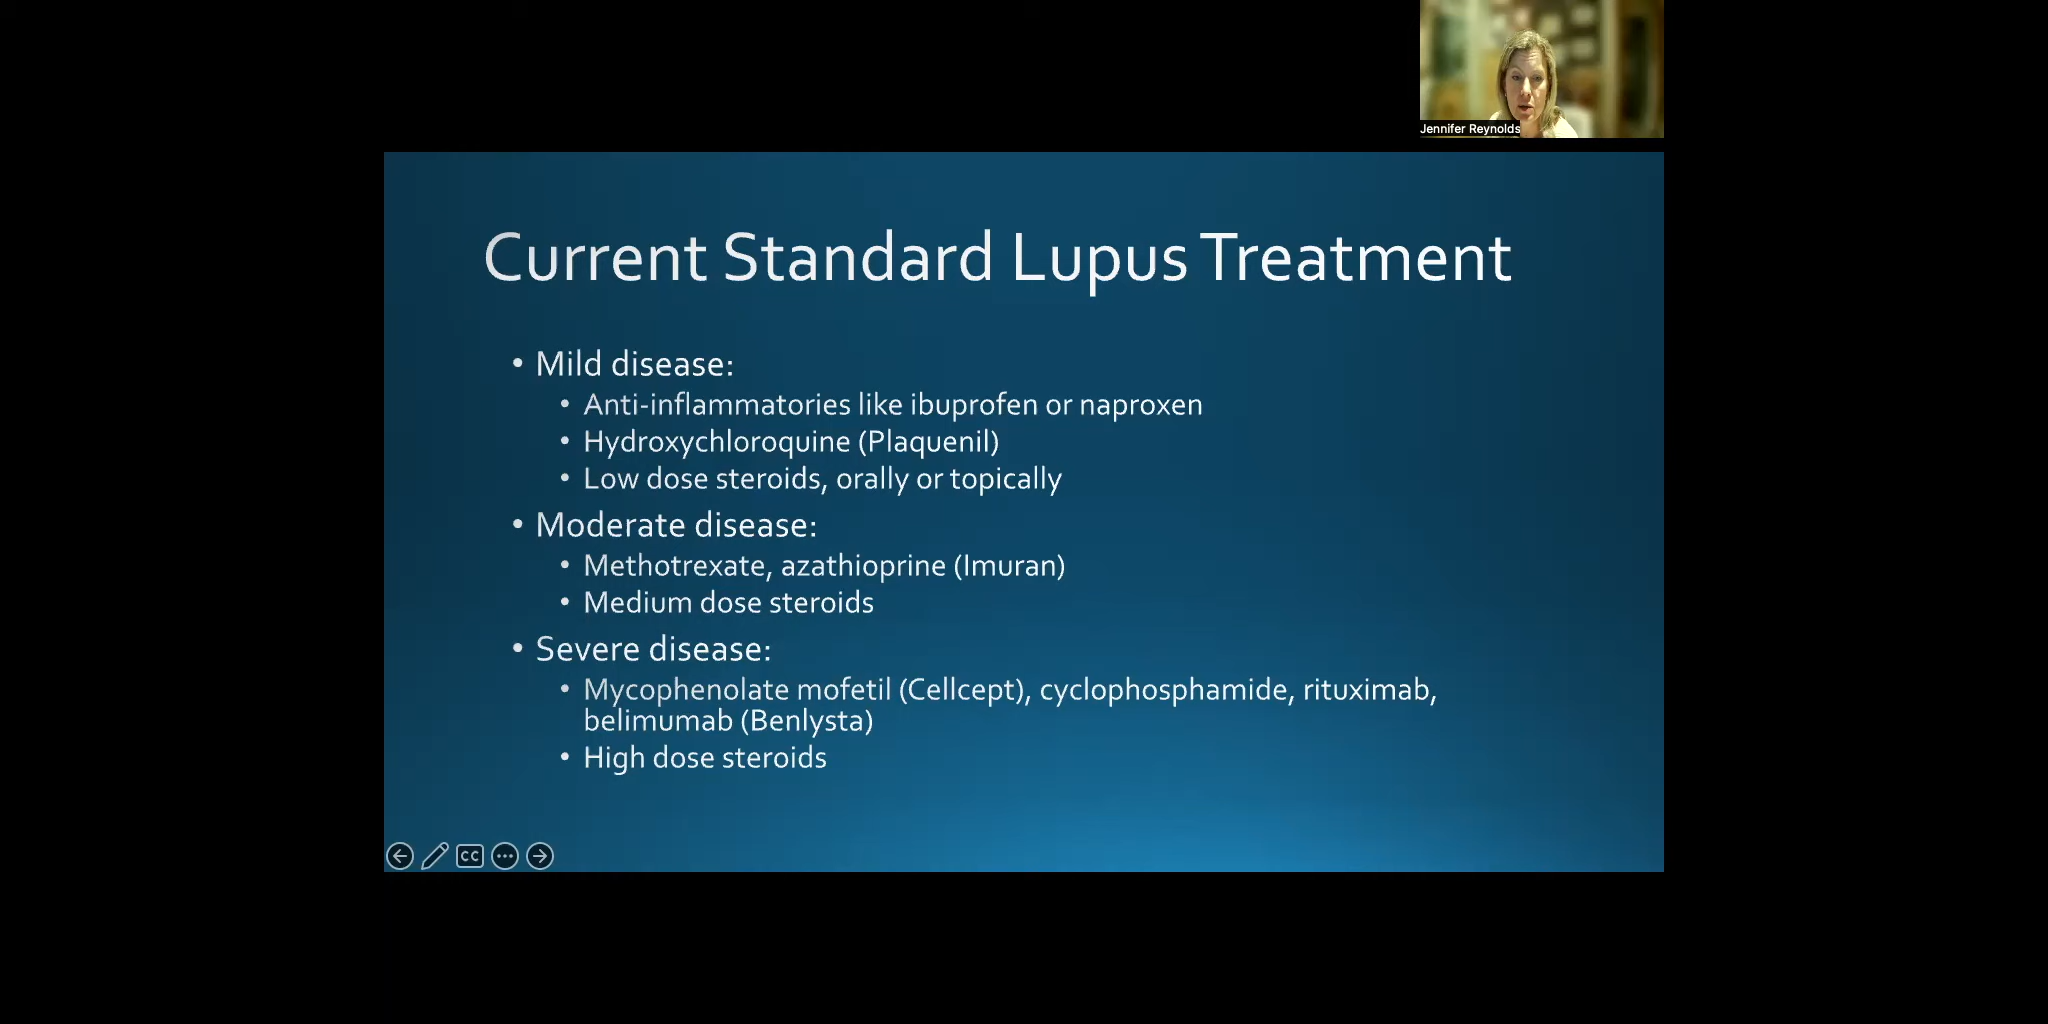 Jennifer Reynolds
Current Standard Lupus Treatment
• Mild disease:
• Anti-inflammatories like ibuprofen or naproxen
• Hydroxychloroquine (Plaquenil)
• Low dose steroids, orally or topically
• Moderate disease:
• Methotrexate, azathioprine (Imuran)
• Medium dose steroids
• Severe disease:
• Mycophenolate mofetil (Cellcept), cyclophosphamide, rituximab,
belimumab (Benlysta)
• High dose steroids
CC